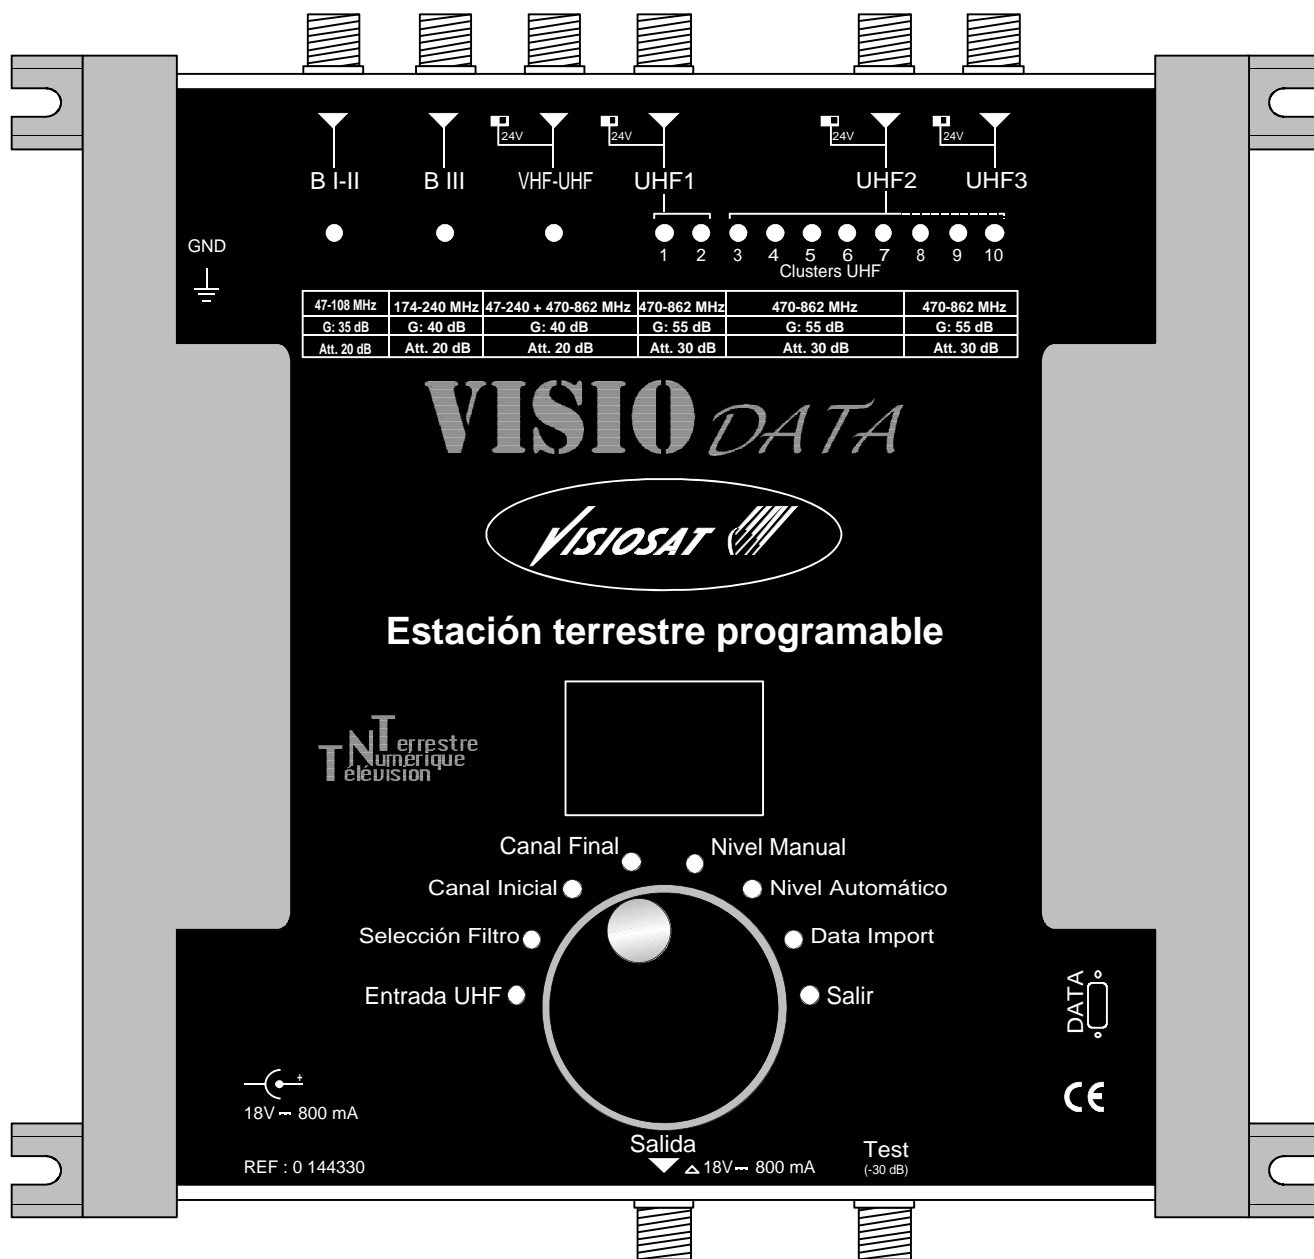 24V 24V 24V 24V
B I-II B III VHF-UHF UHF1 UHF2 UHF3
GND
1 2 3 4 5 6 7 8 9 10
Clusters UHF
47-108 MHz 174-240 MHz 47-240 + 470-862 MHz 470-862 MHz 470-862 MHz 470-862 MHz
G: 35 dB G: 40 dB G: 40 dB G: 55 dB G: 55 dB G: 55 dB
Att. 20 dB Att. 20 dB Att. 20 dB Att. 30 dB Att. 30 dB Att. 30 dB
VISIO DATA
VISIOSAT
Estación terrestre programable
Terrestre
Numérique
Télévision
Canal Final Nivel Manual
Canal Inicial Nivel Automático
Selección Filtro Data Import
Entrada UHF Salir
DATA
18V 800 mA
CE
Salida Test
REF : 0 144330 18V 800 mA (-30 dB)